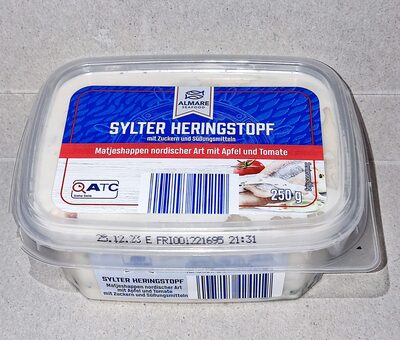 ALMARE
SEAFOOD
SYLTER HERINGSTOPF
mit Zuckern und Süßungsmitteln
Matjeshappen nordischer Art mit Apfel und Tomate
ATC
250 g
25.12.23 E FR1001221695 21:31
SYLTER HERINGSTOPF
Matjeshappen nordischer Art
mit Apfel und Tomate
mit Zuckern und Süßungsmitteln